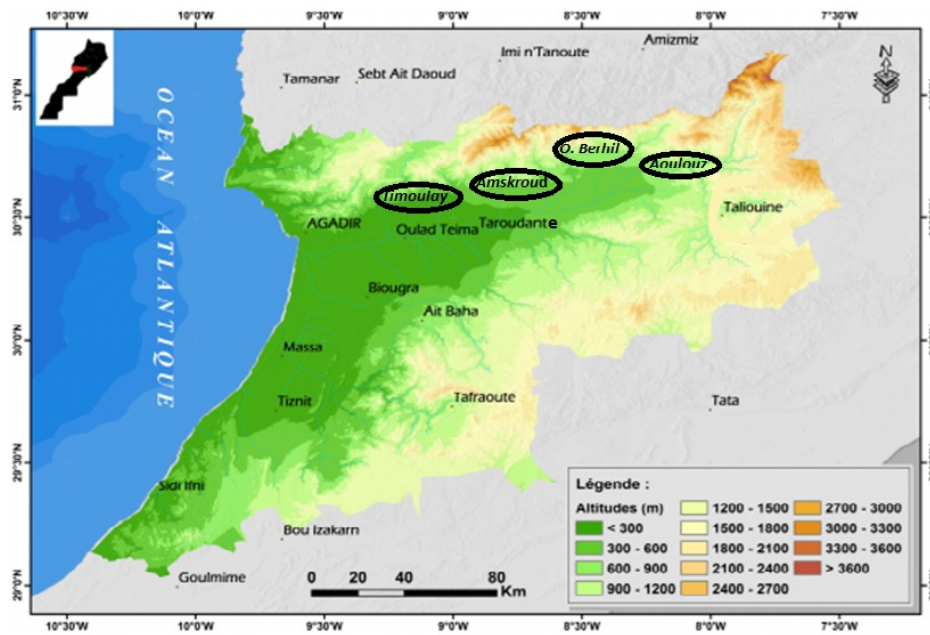 10°30'W 10°0'W 9°30'W 9°0'W 8°30'W 8°0'W 7°30'W
Amizmiz
Imi n'Tanoute
N
Sebt Ait Daoud
Tamanar
31°0'N
O. Berhil
Aoulouz
OCEAN ATLANTIQUE
Amskroud
Timoulay
Taliouine
AGADIR
Oulad Teima
Taroudante
Biougra
Ait Baha
30°0'N
Massa
Tiznit
Tafraoute
Tata
29°30'N
Sidi Ifni
Légende :
Altitudes (m)
< 300
300 - 600
600 - 900
900 - 1200
1200 - 1500
1500 - 1800
1800 - 2100
2100 - 2400
2400 - 2700
2700 - 3000
3000 - 3300
3300 - 3600
> 3600
Bou Izakarn
Goulmime
29°0'N
0 20 40 80
Km
10°30'W 10°0'W 9°30'W 9°0'W 8°30'W 8°0'W 7°30'W